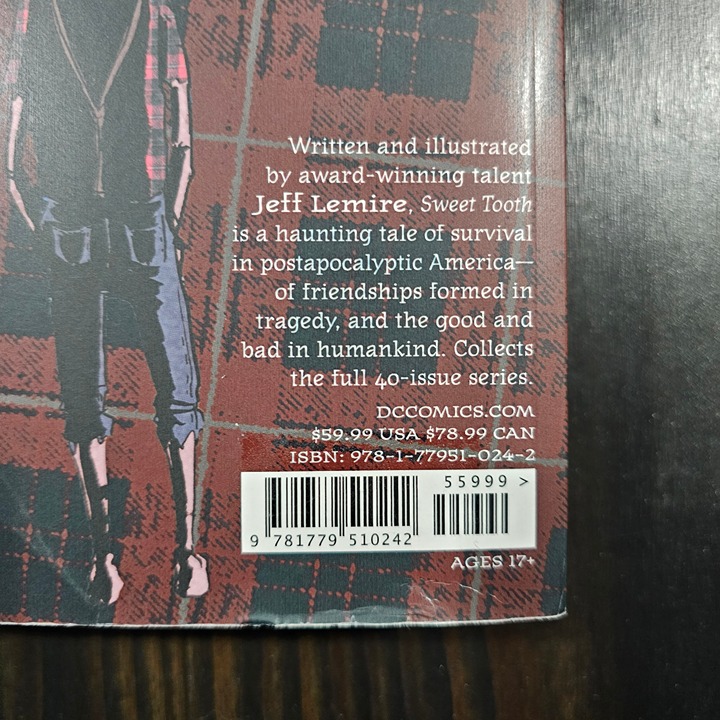 Written and illustrated
by award-winning talent
Jeff Lemire, Sweet Tooth
is a haunting tale of survival
in postapocalyptic America—
of friendships formed in
tragedy, and the good and
bad in humankind. Collects
the full 40-issue series.
DCCOMICS.COM
$59.99 USA $78.99 CAN
ISBN: 978-1-77951-024-2
55999 >
9 781779 510242
AGES 17+